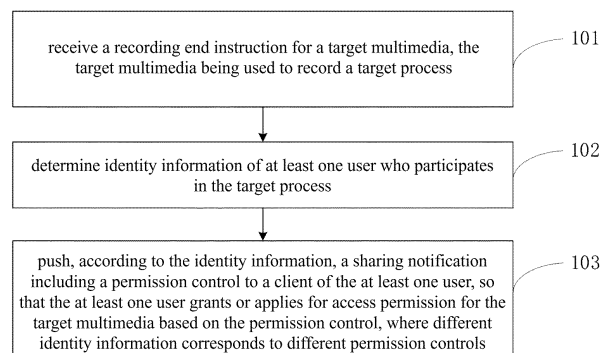 receive a recording end instruction for a target multimedia, the
target multimedia being used to record a target process
101
determine identity information of at least one user who participates
in the target process
102
push, according to the identity information, a sharing notification
including a permission control to a client of the at least one user, so
that the at least one user grants or applies for access permission for the
target multimedia based on the permission control, where different
identity information corresponds to different permission controls
103